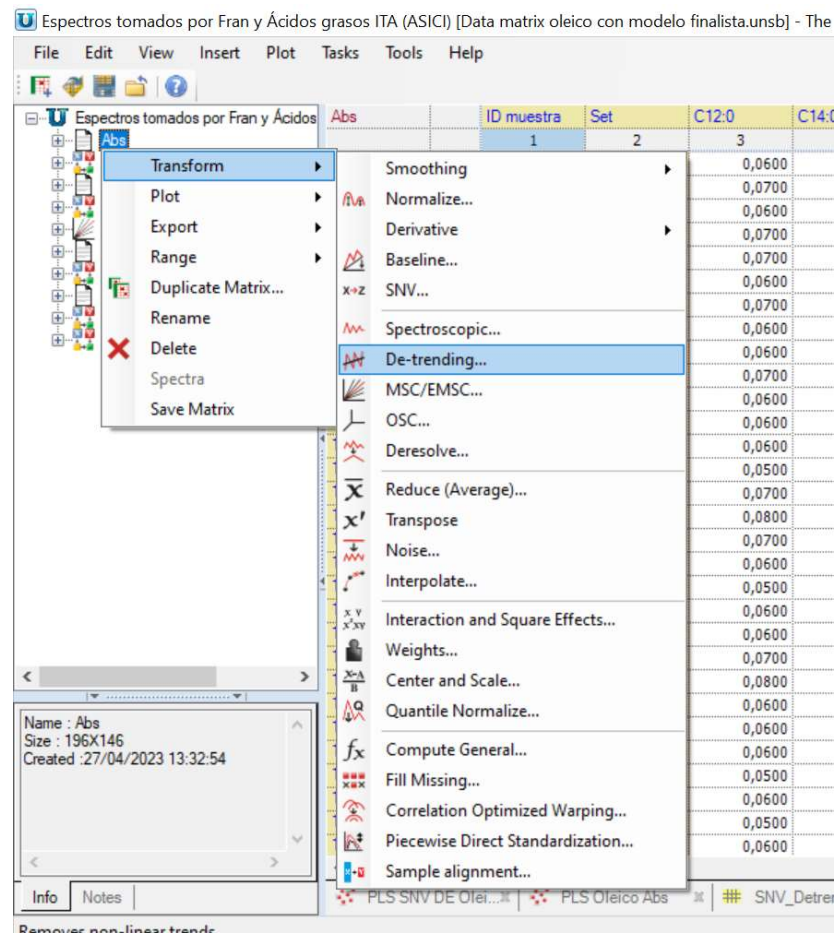 Espectros tomados por Fran y Ácidos grasos ITA (ASICI) [Data matrix oleico con modelo finalista.unsb] - The
File Edit View Insert Plot Tasks Tools Help
Espectros tomados por Fran y Ácidos
Abs
Abs ID muestra Set C12:0 C14:0
1 2 3
Transform
Plot
Export
Range
Duplicate Matrix...
Rename
Delete
Spectra
Save Matrix
Smoothing
Normalize...
Derivative
Baseline...
SNV...
Spectroscopic...
De-trending...
MSC/EMSC...
OSC...
Deresolve...
Reduce (Average)...
Transpose
Noise...
Interpolate...
Interaction and Square Effects...
Weights...
Center and Scale...
Quantile Normalize...
Compute General...
Fill Missing...
Correlation Optimized Warping...
Piecewise Direct Standardization...
Sample alignment...
0,0600
0,0700
0,0600
0,0700
0,0700
0,0600
0,0700
0,0600
0,0600
0,0700
0,0600
0,0600
0,0600
0,0500
0,0700
0,0800
0,0700
0,0600
0,0500
0,0600
0,0600
0,0700
0,0800
0,0600
0,0600
0,0600
0,0500
0,0600
0,0500
0,0600
Name : Abs
Size : 196X146
Created :27/04/2023 13:32:54
Info Notes
PLS SNV DE Olei... PLS Oleico Abs SNV_Detren
Removes non-linear trends